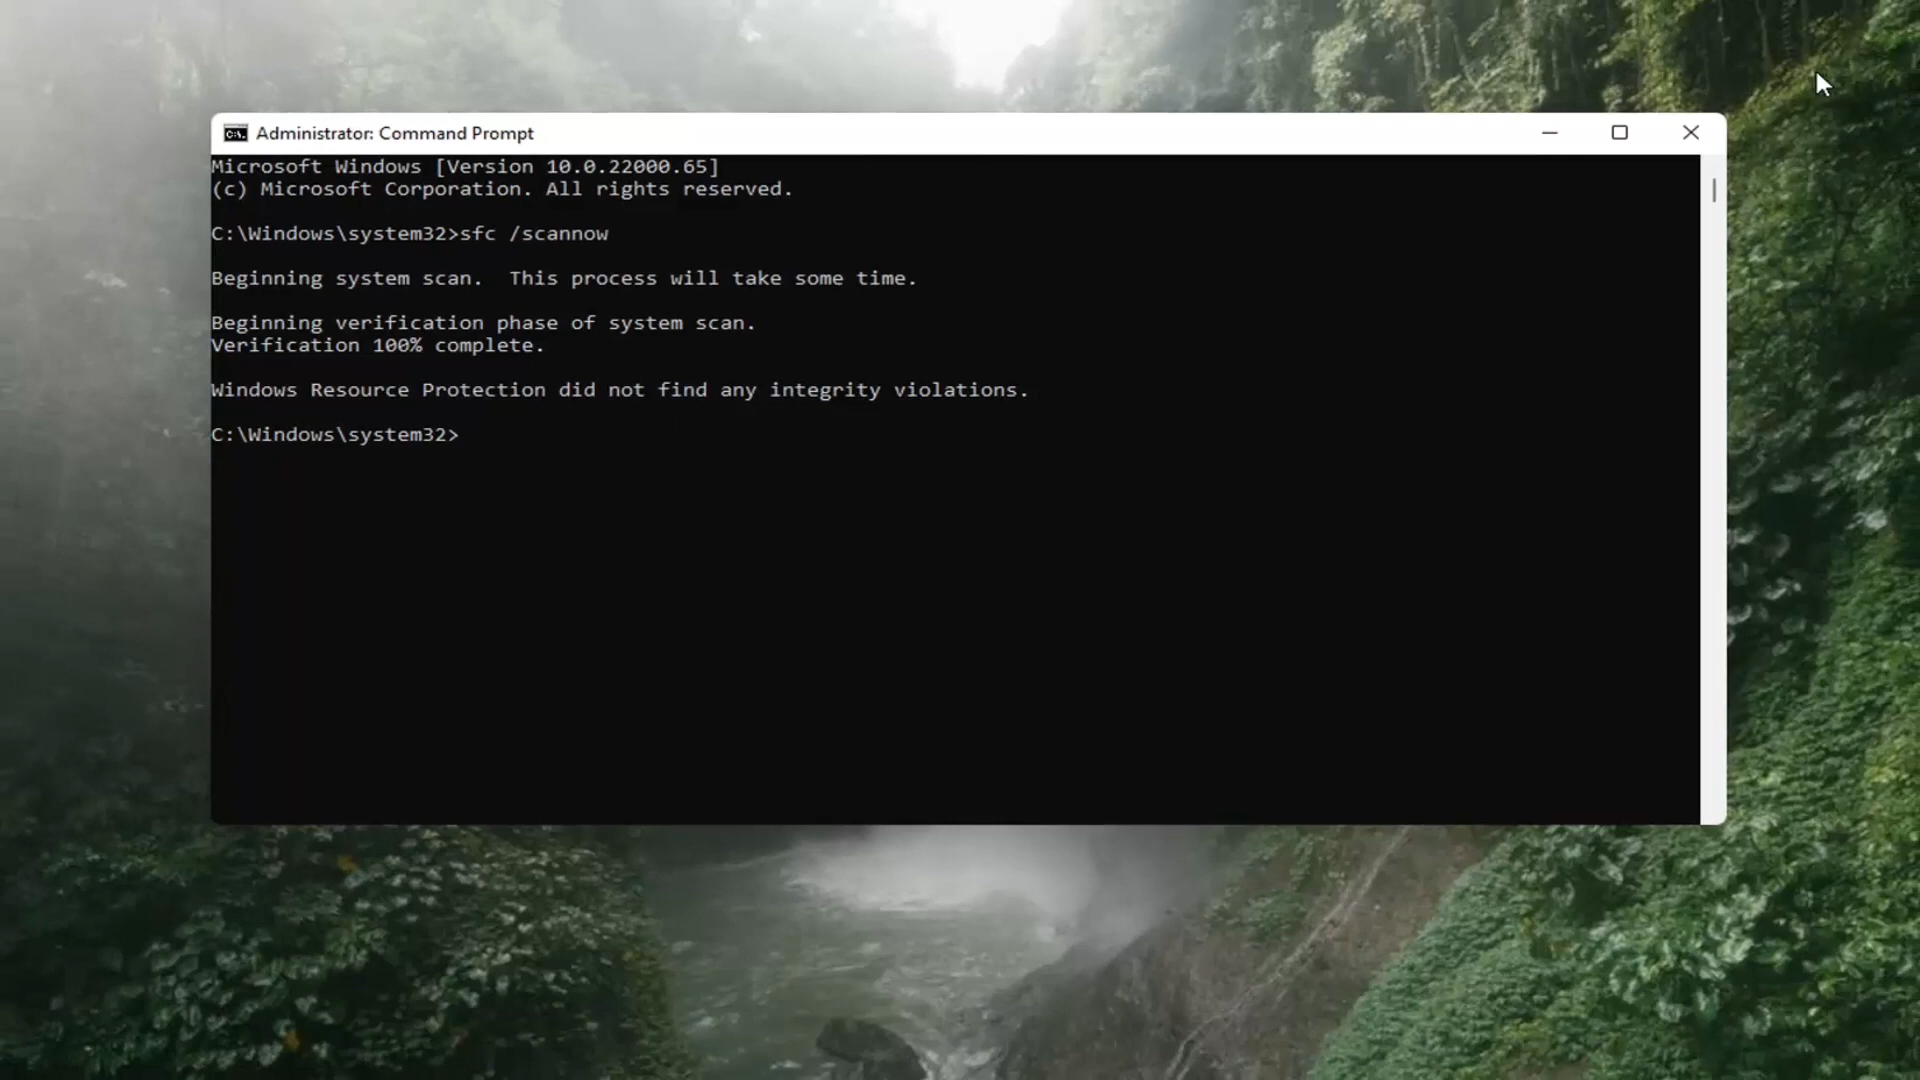 Administrator: Command Prompt
Microsoft Windows [Version 10.0.22000.65]
(c) Microsoft Corporation. All rights reserved.
C:\Windows\system32>sfc /scannow
Beginning system scan.  This process will take some time.
Beginning verification phase of system scan.
Verification 100% complete.
Windows Resource Protection did not find any integrity violations.
C:\Windows\system32>